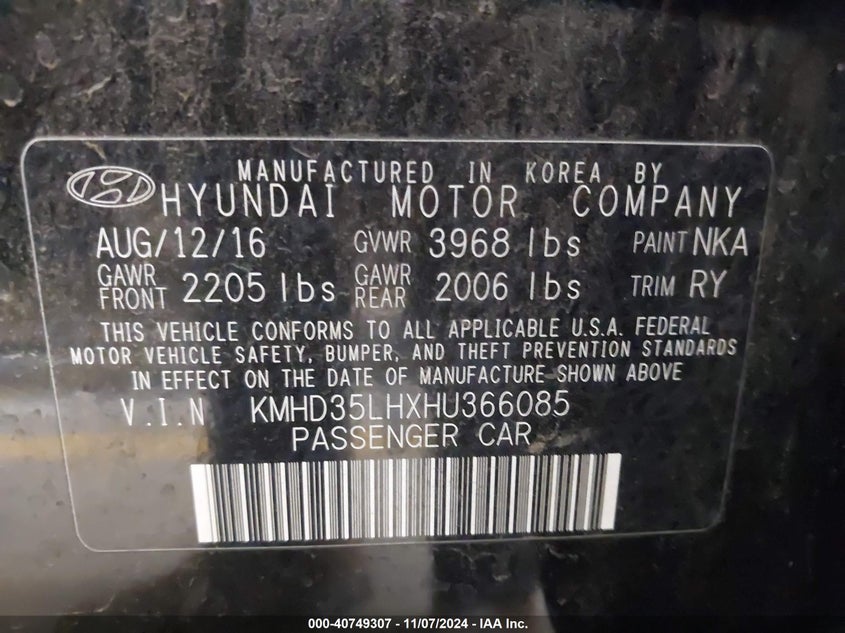 MANUFACTURED IN KOREA BY
HYUNDAI MOTOR COMPANY
AUG/12/16 GVWR 3968 lbs PAINT NKA
GAWR FRONT 2205 lbs GAWR REAR 2006 lbs TRIM RY
THIS VEHICLE CONFORMS TO ALL APPLICABLE U.S.A. FEDERAL
MOTOR VEHICLE SAFETY, BUMPER, AND THEFT PREVENTION STANDARDS
IN EFFECT ON THE DATE OF MANUFACTURE SHOWN ABOVE
V.I.N KMHD35LHXHU366085
PASSENGER CAR
000-40749307 - 11/07/2024 - IAA Inc.